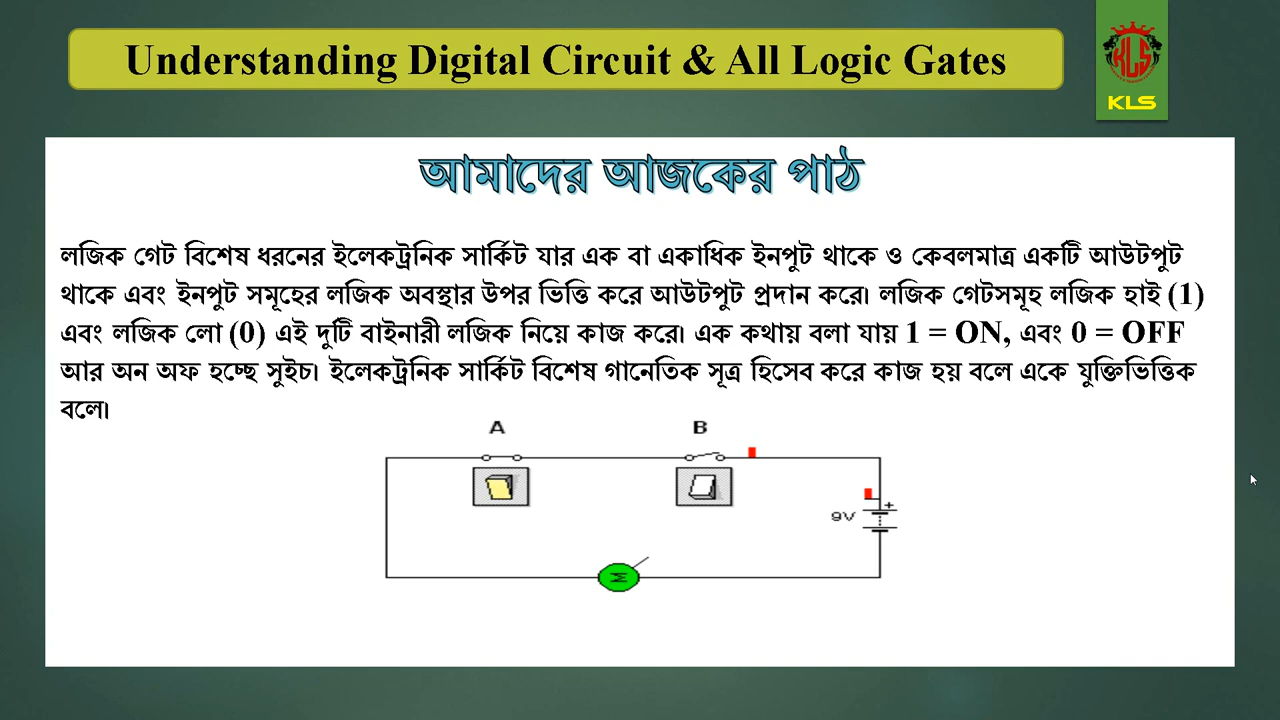 Understanding Digital Circuit & All Logic Gates
KLS
KLS
আমাদের আজকের পাঠ
লজিক গেট বিশেষ ধরনের ইলেকট্রনিক সার্কিট যার এক বা একাধিক ইনপুট থাকে ও কেবলমাত্র একটি আউটপুট
থাকে এবং ইনপুট সমূহের লজিক অবস্থার উপর ভিত্তি করে আউটপুট প্রদান করে। লজিক গেটসমূহ লজিক হাই (1)
এবং লজিক লো (0) এই দুটি বাইনারী লজিক নিয়ে কাজ করে। এক কথায় বলা যায় 1 = ON, এবং 0 = OFF
আর অন অফ হচ্ছে সুইচ। ইলেকট্রনিক সার্কিট বিশেষ গানেতিক সূত্র হিসেব করে কাজ হয় বলে একে যুক্তিভিত্তিক
বলে।
A B
+
9V
M